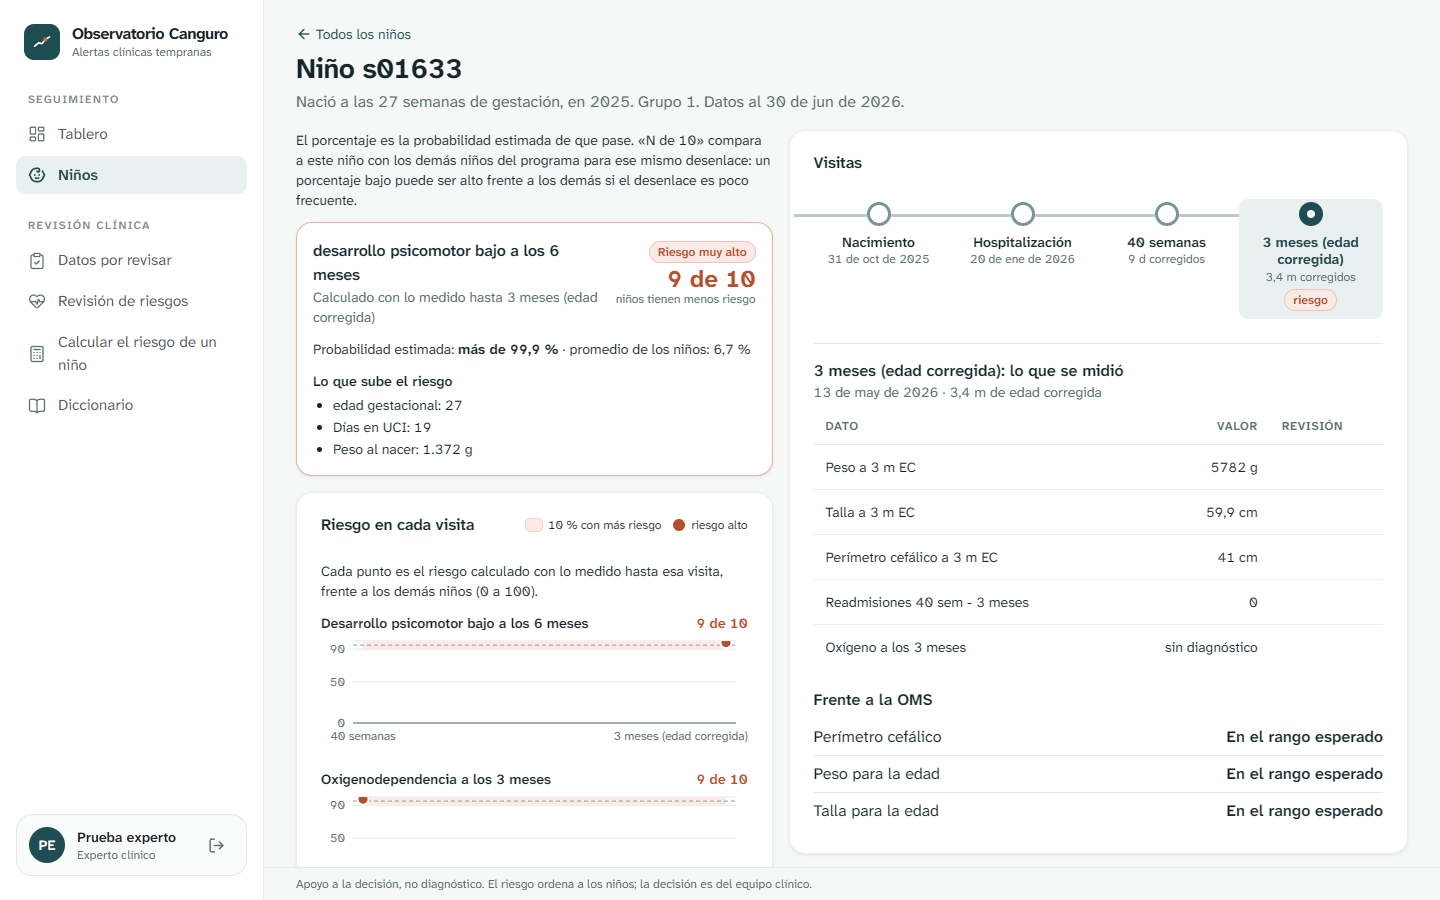 Observatorio Canguro
Alertas clínicas tempranas
SEGUIMIENTO
Tablero
Niños
REVISIÓN CLÍNICA
Datos por revisar
Revisión de riesgos
Calcular el riesgo de un
niño
Diccionario
PE
Prueba experto
Experto clínico
← Todos los niños
Niño s01633
Nació a las 27 semanas de gestación, en 2025. Grupo 1. Datos al 30 de jun de 2026.
El porcentaje es la probabilidad estimada de que pase. «N de 10» compara
a este niño con los demás niños del programa para ese mismo desenlace: un
porcentaje bajo puede ser alto frente a los demás si el desenlace es poco
frecuente.
desarrollo psicomotor bajo a los 6
meses
Calculado con lo medido hasta 3 meses (edad
corregida)
Riesgo muy alto
9 de 10
niños tienen menos riesgo
Probabilidad estimada: más de 99,9 % · promedio de los niños: 6,7 %
Lo que sube el riesgo
• edad gestacional: 27
• Días en UCI: 19
• Peso al nacer: 1.372 g
Riesgo en cada visita
10 % con más riesgo
riesgo alto
Cada punto es el riesgo calculado con lo medido hasta esa visita,
frente a los demás niños (0 a 100).
Desarrollo psicomotor bajo a los 6 meses 9 de 10
90
50
0
40 semanas 3 meses (edad corregida)
Oxigenodependencia a los 3 meses 9 de 10
90
50
Visitas
Nacimiento
31 de oct de 2025
Hospitalización
20 de ene de 2026
40 semanas
9 d corregidos
3 meses (edad
corregida)
3,4 m corregidos
riesgo
3 meses (edad corregida): lo que se midió
13 de may de 2026 · 3,4 m de edad corregida
DATO VALOR REVISIÓN
Peso a 3 m EC 5782 g
Talla a 3 m EC 59,9 cm
Perímetro cefálico a 3 m EC 41 cm
Readmisiones 40 sem - 3 meses 0
Oxígeno a los 3 meses sin diagnóstico
Frente a la OMS
Perímetro cefálico En el rango esperado
Peso para la edad En el rango esperado
Talla para la edad En el rango esperado
Apoyo a la decisión, no diagnóstico. El riesgo ordena a los niños; la decisión es del equipo clínico.